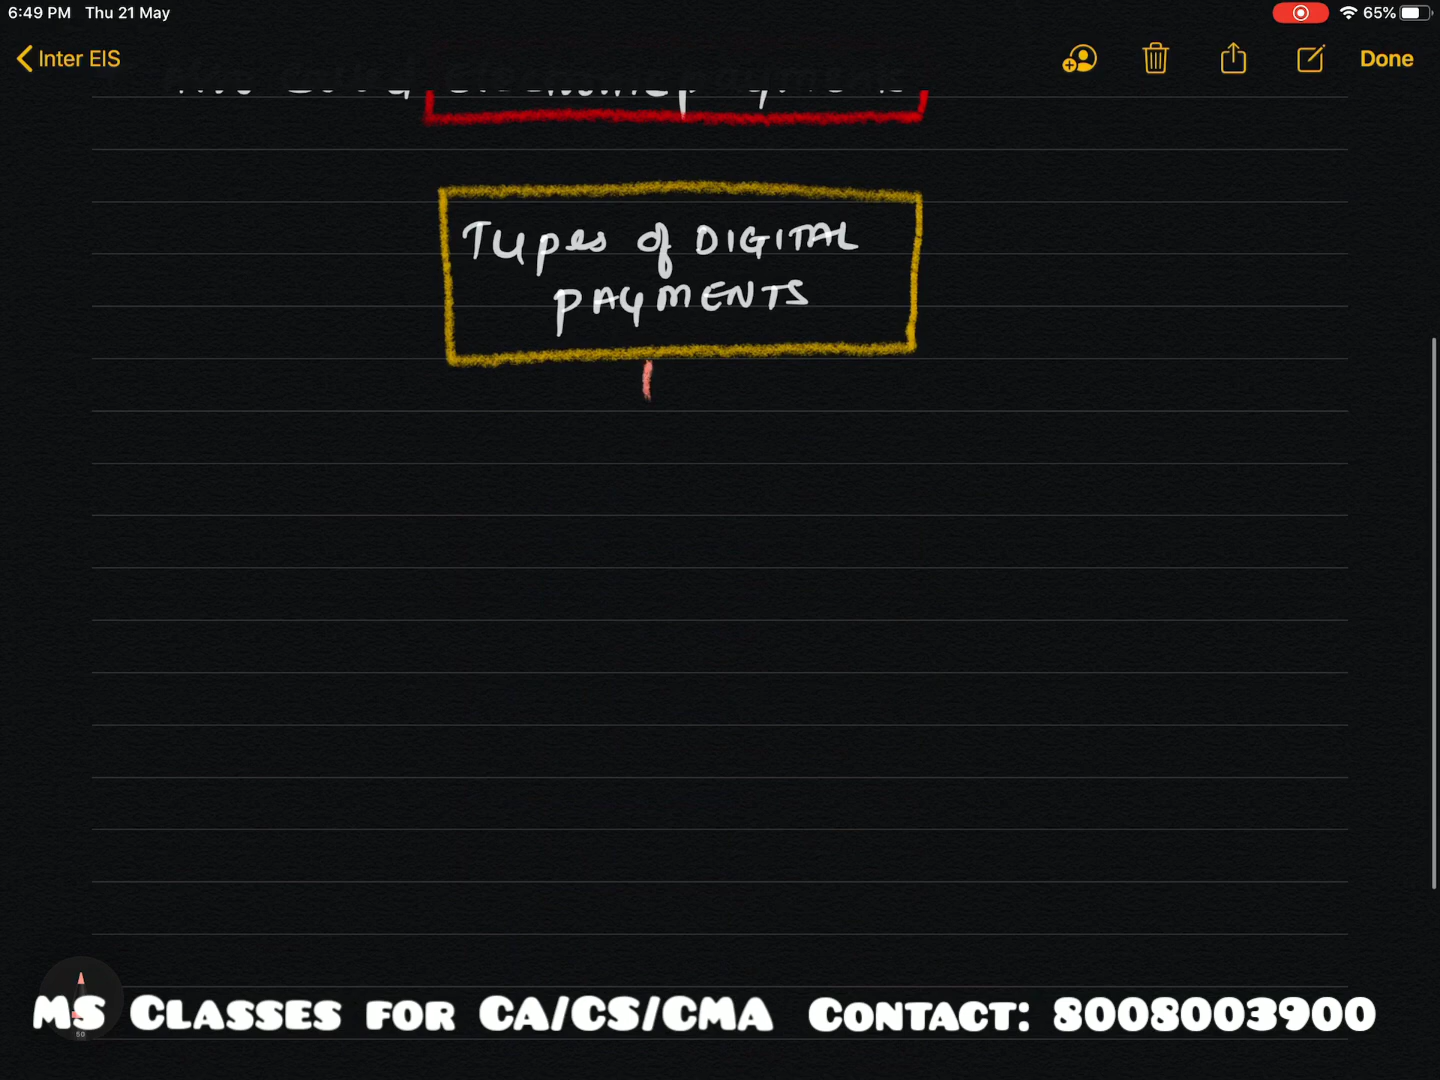 6:49 PM Thu 21 May
65%
Inter EIS
Done
Types of DIGITAL
PAYMENTS
50
MS CLASSES FOR CA/CS/CMA CONTACT: 8008003900